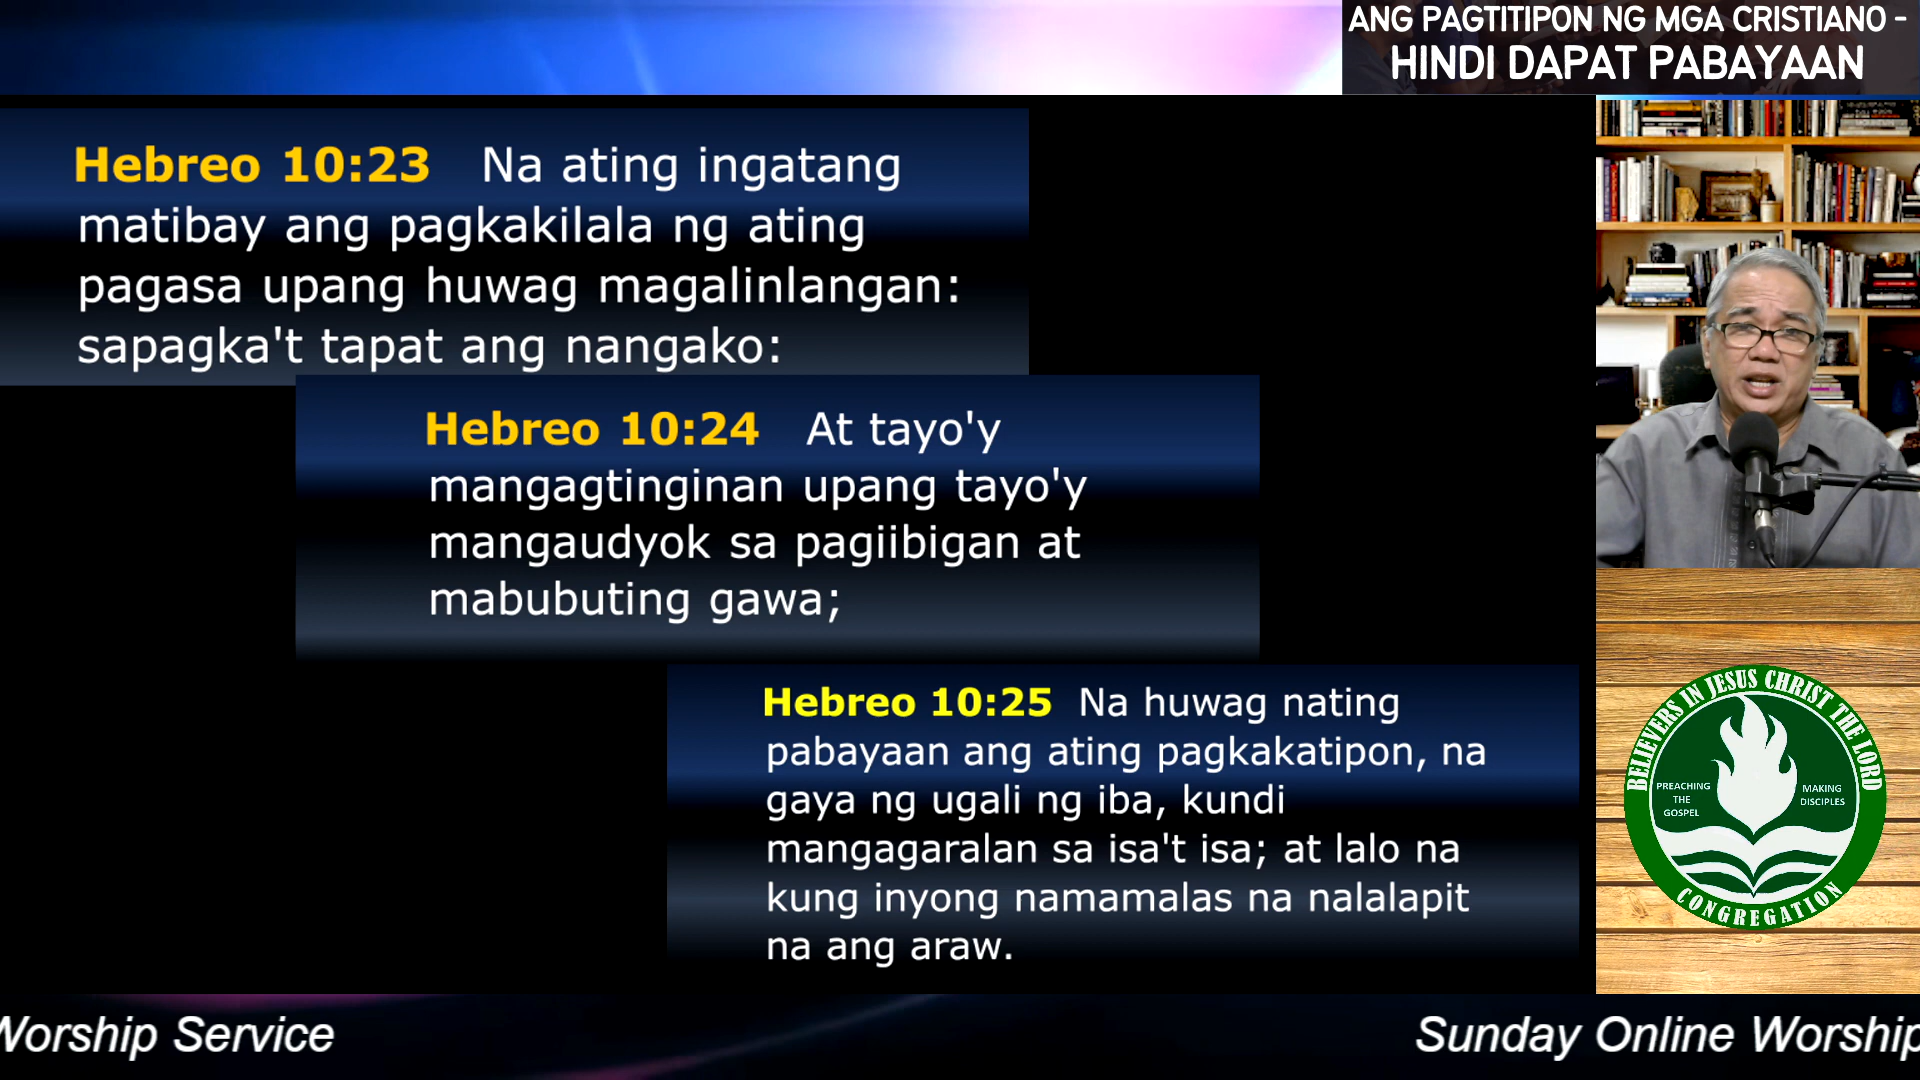 ANG PAGTITIPON NG MGA CRISTIANO -
HINDI DAPAT PABAYAAN
Hebreo 10:23 Na ating ingatang
matibay ang pagkakilala ng ating
pagasa upang huwag magalinlangan:
sapagka't tapat ang nangako:
Hebreo 10:24 At tayo'y
mangagtinginan upang tayo'y
mangaudyok sa pagiibigan at
mabubuting gawa;
Hebreo 10:25 Na huwag nating
pabayaan ang ating pagkakatipon, na
gaya ng ugali ng iba, kundi
mangagaralan sa isa't isa; at lalo na
kung inyong namamalas na nalalapit
na ang araw.
BELIEVERS IN JESUS CHRIST THE LORD
PREACHING
THE
GOSPEL
MAKING
DISCIPLES
CONGREGATION
Worship Service
Sunday Online Worship